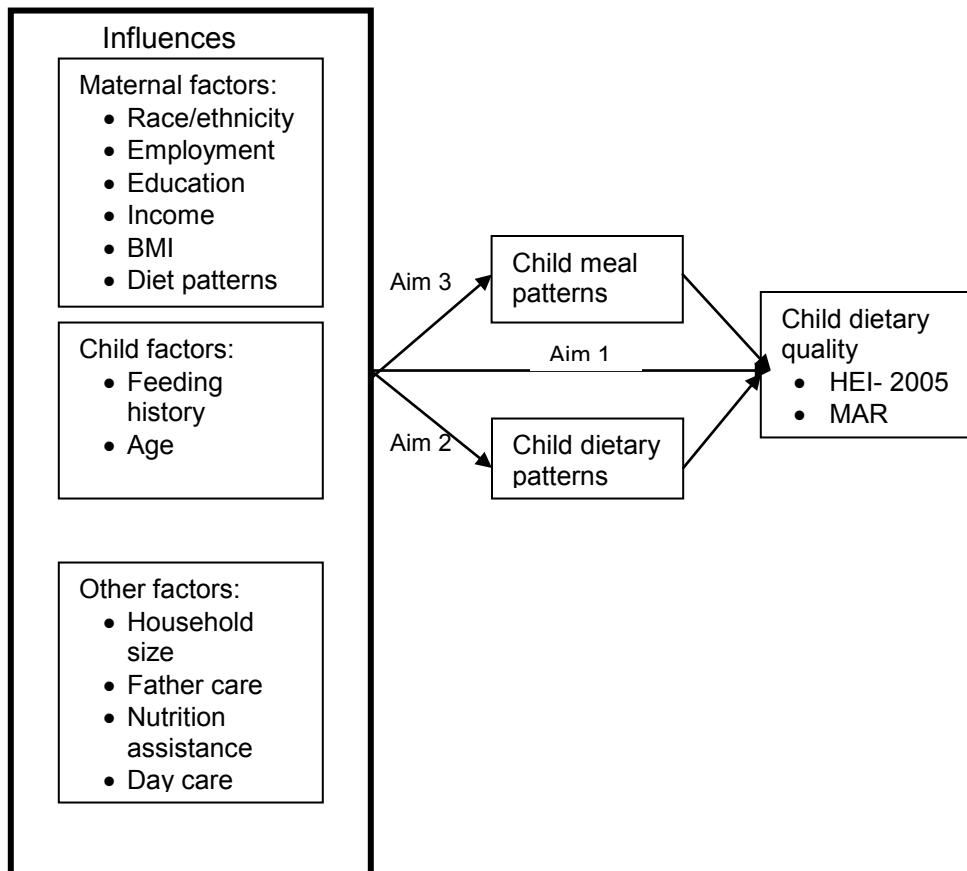 Influences
Maternal factors:
• Race/ethnicity
• Employment
• Education
• Income
• BMI
• Diet patterns
Child factors:
• Feeding
history
• Age
Other factors:
• Household
size
• Father care
• Nutrition
assistance
• Day care
Aim 3
Aim 1
Aim 2
Child meal
patterns
Child dietary
patterns
Child dietary
quality
• HEI- 2005
• MAR